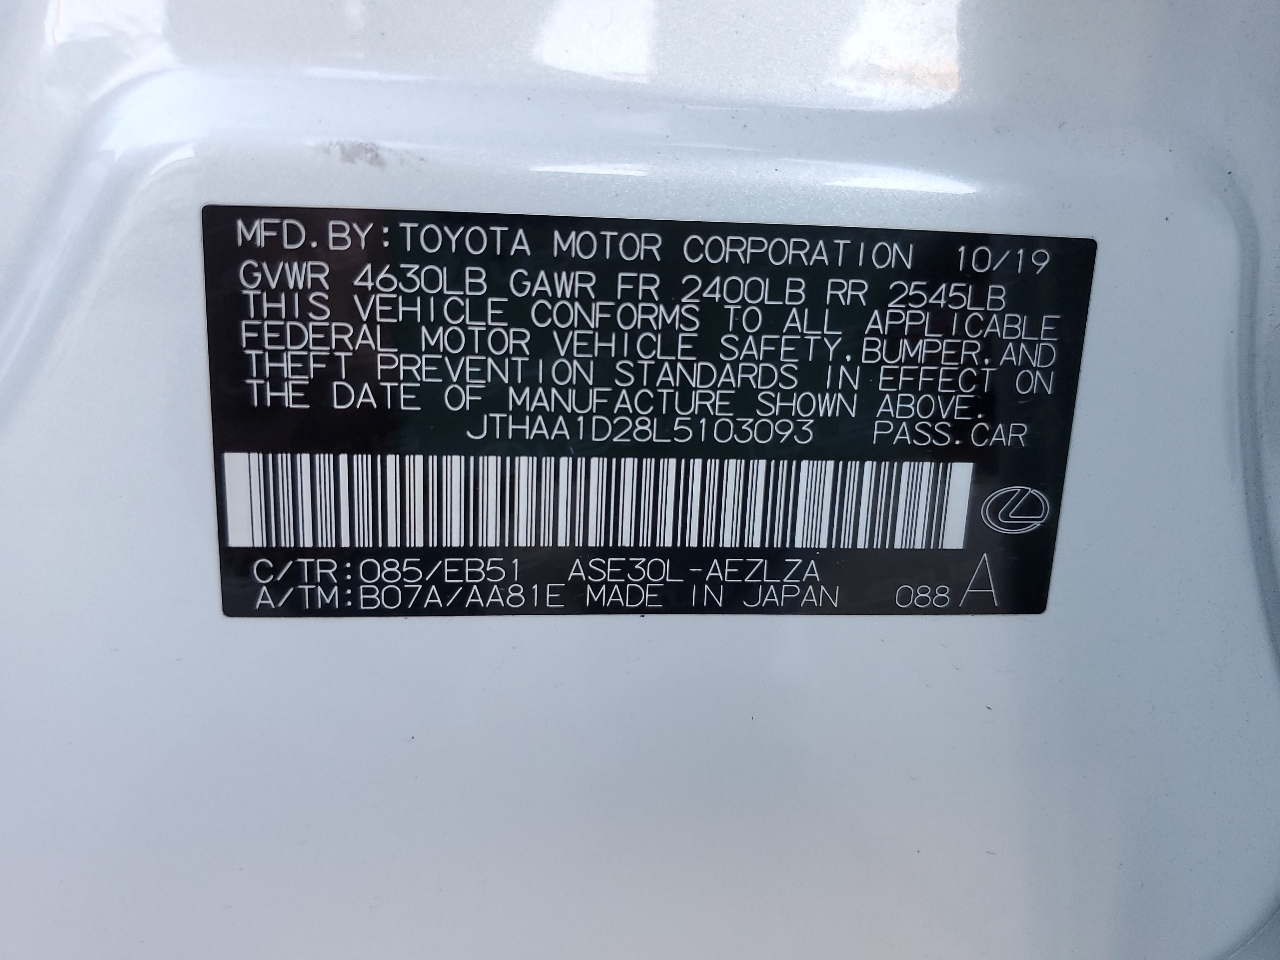 MFD.BY:TOYOTA MOTOR CORPORATION 10/19
GVWR 4630LB GAWR FR 2400LB RR 2545LB
THIS VEHICLE CONFORMS TO ALL APPLICABLE
FEDERAL MOTOR VEHICLE SAFETY,BUMPER,AND
THEFT PREVENTION STANDARDS IN EFFECT ON
THE DATE OF MANUFACTURE SHOWN ABOVE.
JTHAA1D28L5103093 PASS.CAR
C/TR:085/EB51 ASE30L-AEZLZA
A/TM:B07A/AA81E MADE IN JAPAN 088 A